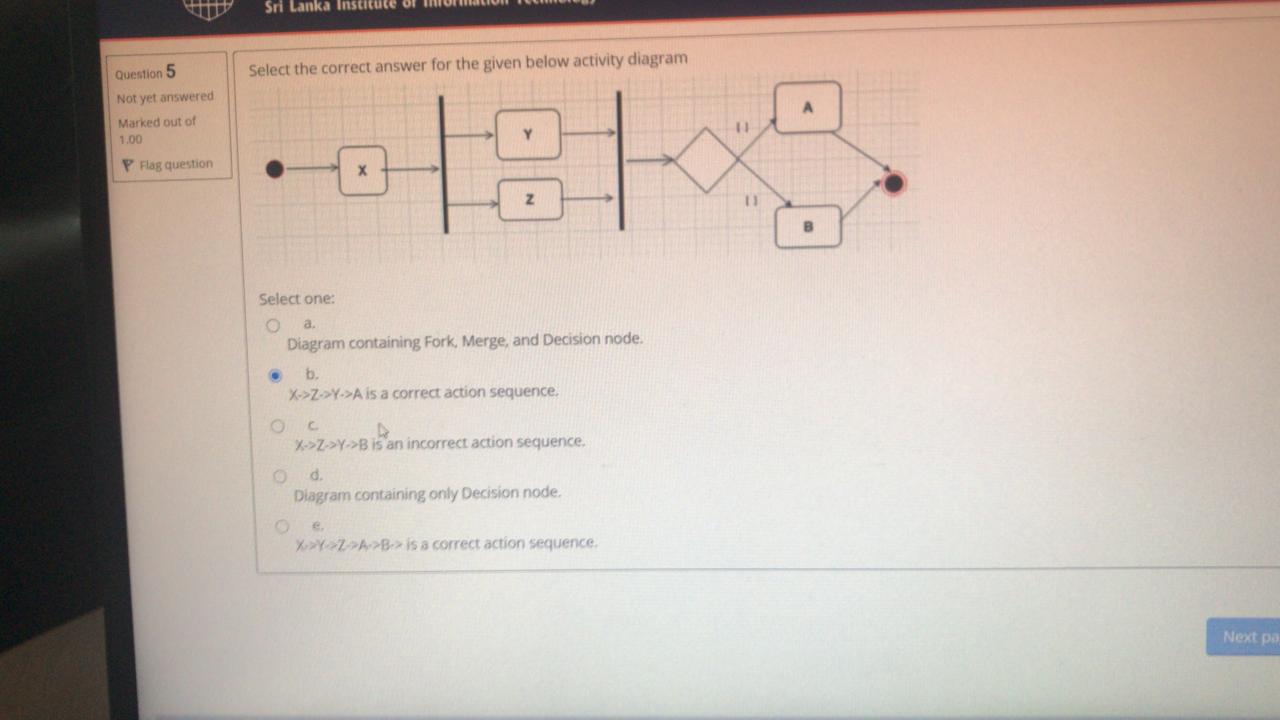 Sri Lanka Institute of Information Technology
Question 5
Not yet answered
Marked out of
1.00
Flag question
Select the correct answer for the given below activity diagram
X
Y
Z
[ ]
[ ]
A
B
Select one:
a.
Diagram containing Fork, Merge, and Decision node.
b.
X->Z->Y->A is a correct action sequence.
c.
X->Z->Y->B is an incorrect action sequence.
d.
Diagram containing only Decision node.
e.
X->Y->Z->A->B-> is a correct action sequence.
Next pa